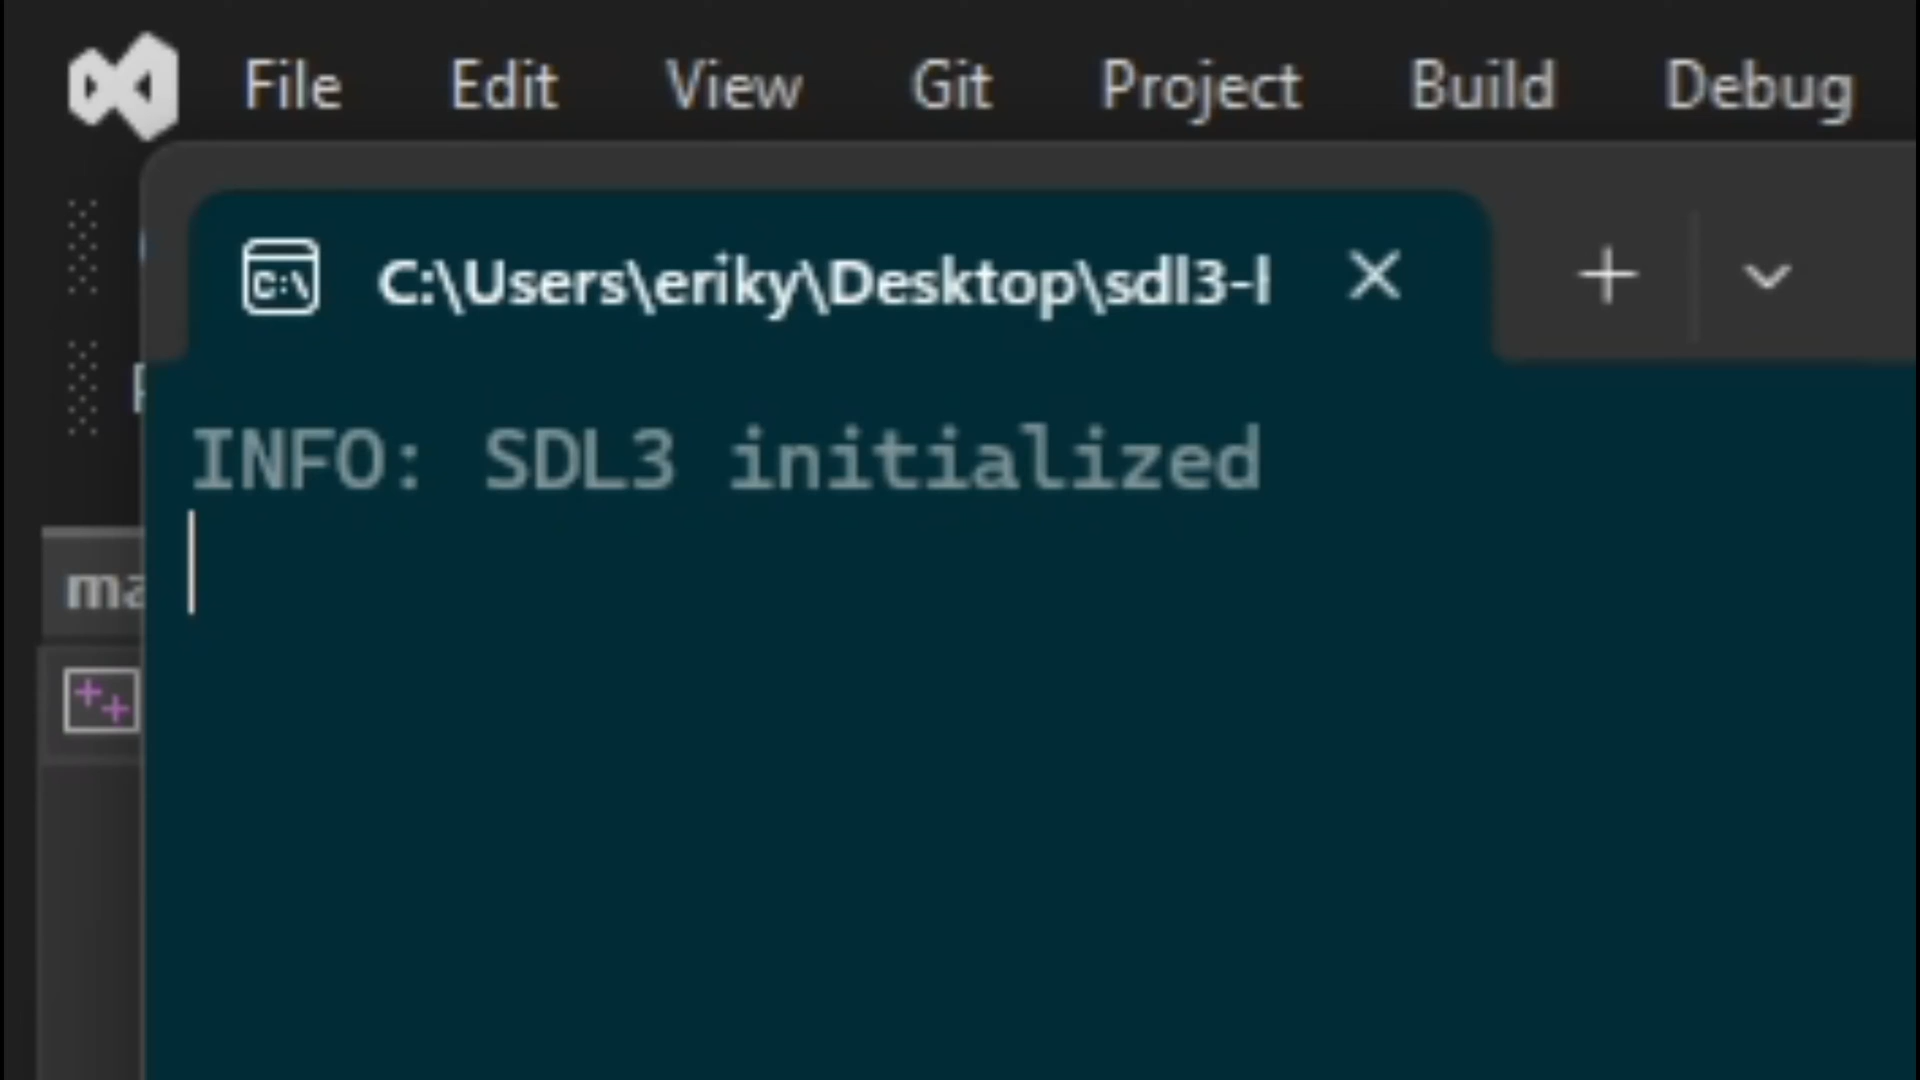 File Edit View Git Project Build Debug
C:\Users\eriky\Desktop\sdl3-l
INFO: SDL3 initialized